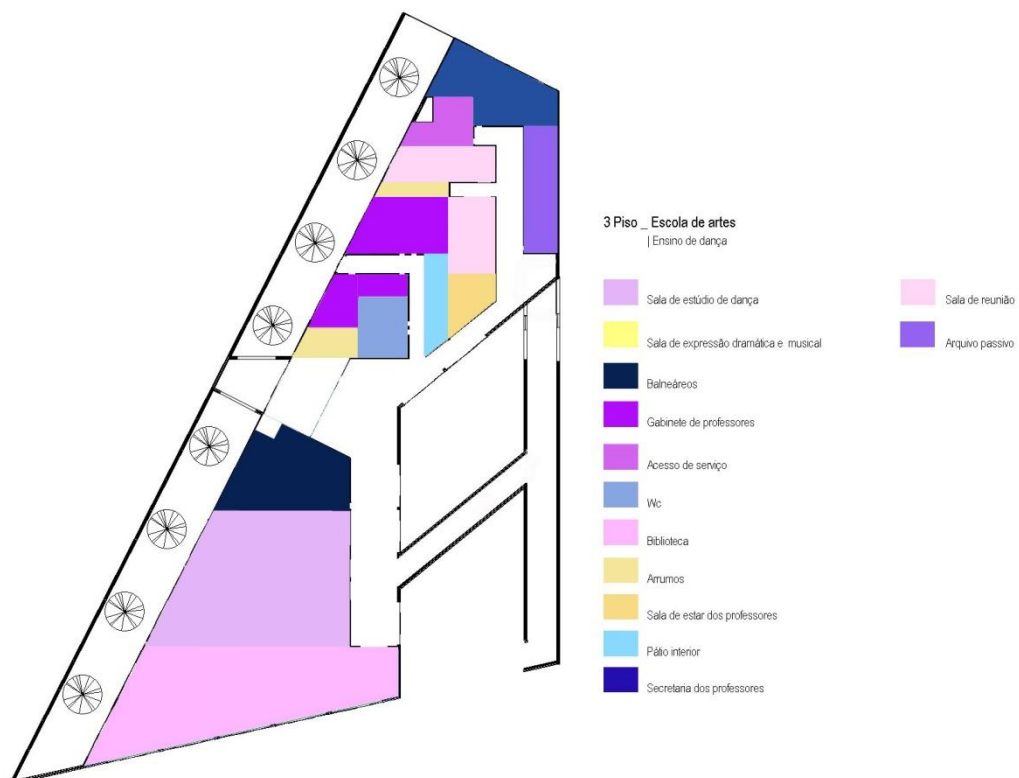 3 Piso _ Escola de artes
| Ensino de dança
Sala de estúdio de dança
Sala de reunião
Sala de expressão dramática e musical
Arquivo passivo
Balneáreos
Gabinete de professores
Acesso de serviço
Wc
Biblioteca
Arrumos
Sala de estar dos professores
Pátio interior
Secretaria dos professores